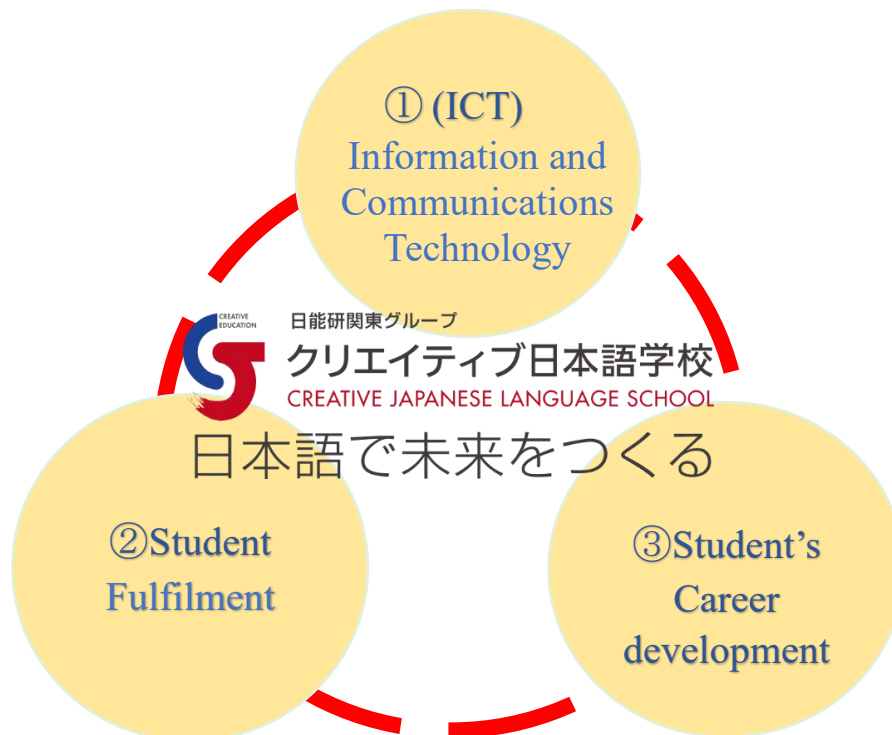 ① (ICT)
Information and
Communications
Technology
CREATIVE
EDUCATION
日能研関東グループ
クリエイティブ日本語学校
CREATIVE JAPANESE LANGUAGE SCHOOL
日本語で未来をつくる
②Student
Fulfilment
③Student’s
Career
development